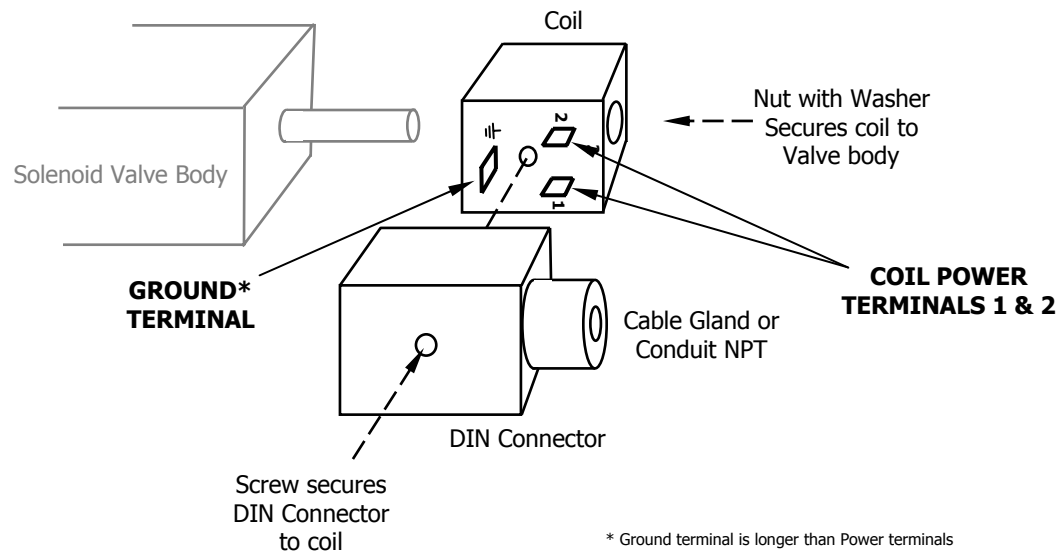 Coil
Nut with Washer
Secures coil to
Valve body
Solenoid Valve Body
2
1
GROUND*
TERMINAL
COIL POWER
TERMINALS 1 & 2
Cable Gland or
Conduit NPT
DIN Connector
Screw secures
DIN Connector
to coil
* Ground terminal is longer than Power terminals